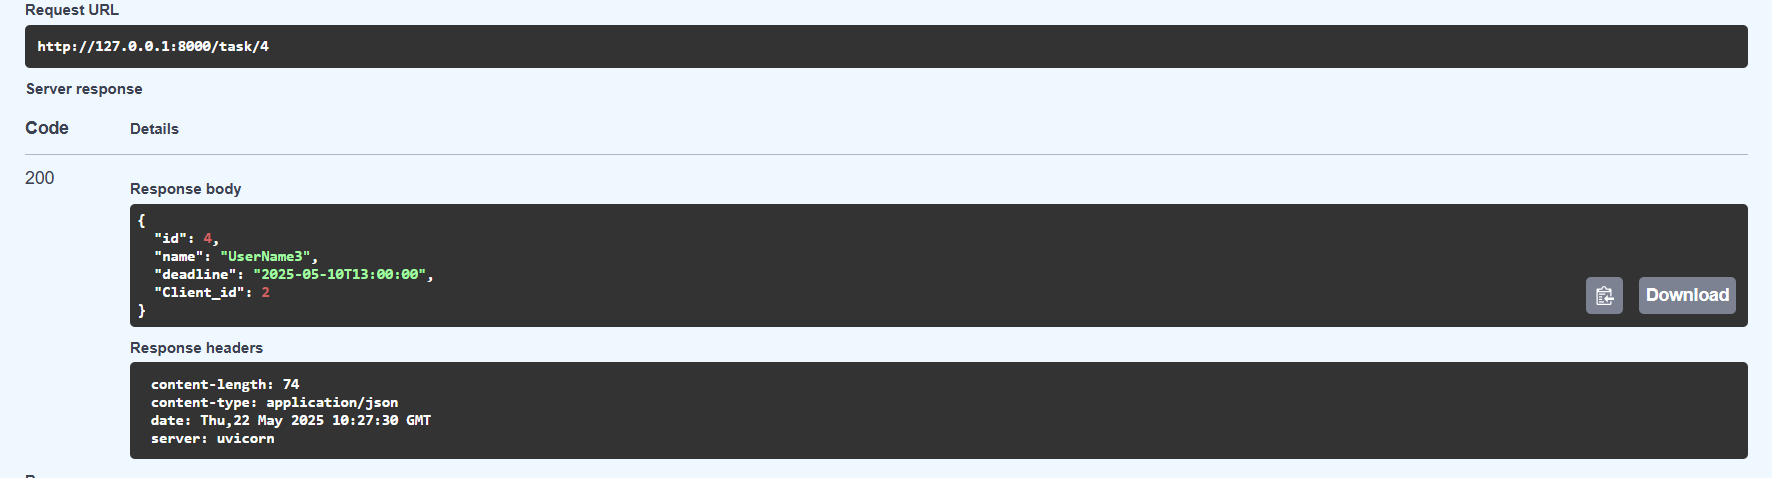 Request URL
http://127.0.0.1:8000/task/4
Server response
Code Details
200
Response body
{
"id": 4,
"name": "UserName3",
"deadline": "2025-05-10T13:00:00",
"Client_id": 2
}
Download
Response headers
content-length: 74
content-type: application/json
date: Thu,22 May 2025 10:27:30 GMT
server: uvicorn